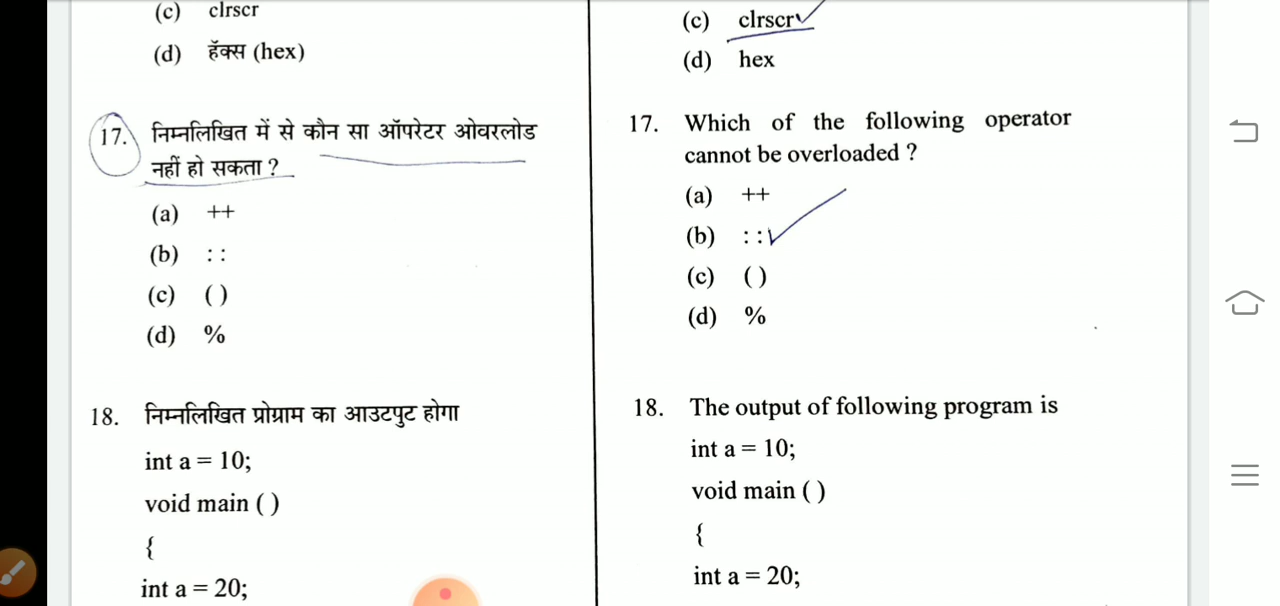 (c) clrscr
(d) हॅक्स (hex)
17. निम्नलिखित में से कौन सा ऑपरेटर ओवरलोड
नहीं हो सकता ?
(a) ++
(b) : :
(c) ( )
(d) %
18. निम्नलिखित प्रोग्राम का आउटपुट होगा
int a = 10;
void main ( )
{
int a = 20;
(c) clrscr
(d) hex
17. Which of the following operator
cannot be overloaded ?
(a) ++
(b) : :
(c) ( )
(d) %
18. The output of following program is
int a = 10;
void main ( )
{
int a = 20;